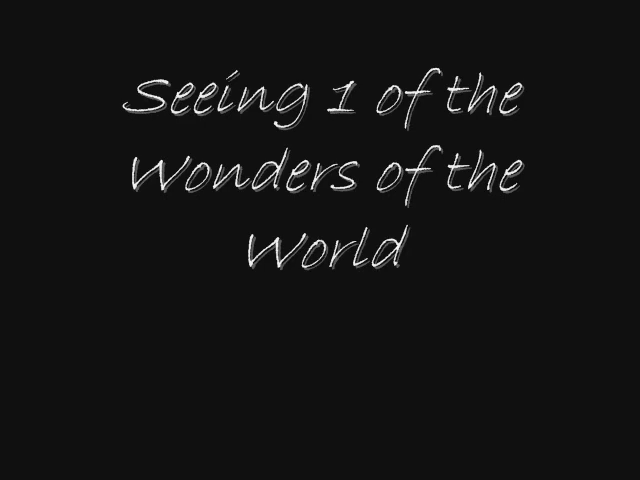 Seeing 1 of the
Wonders of the
World